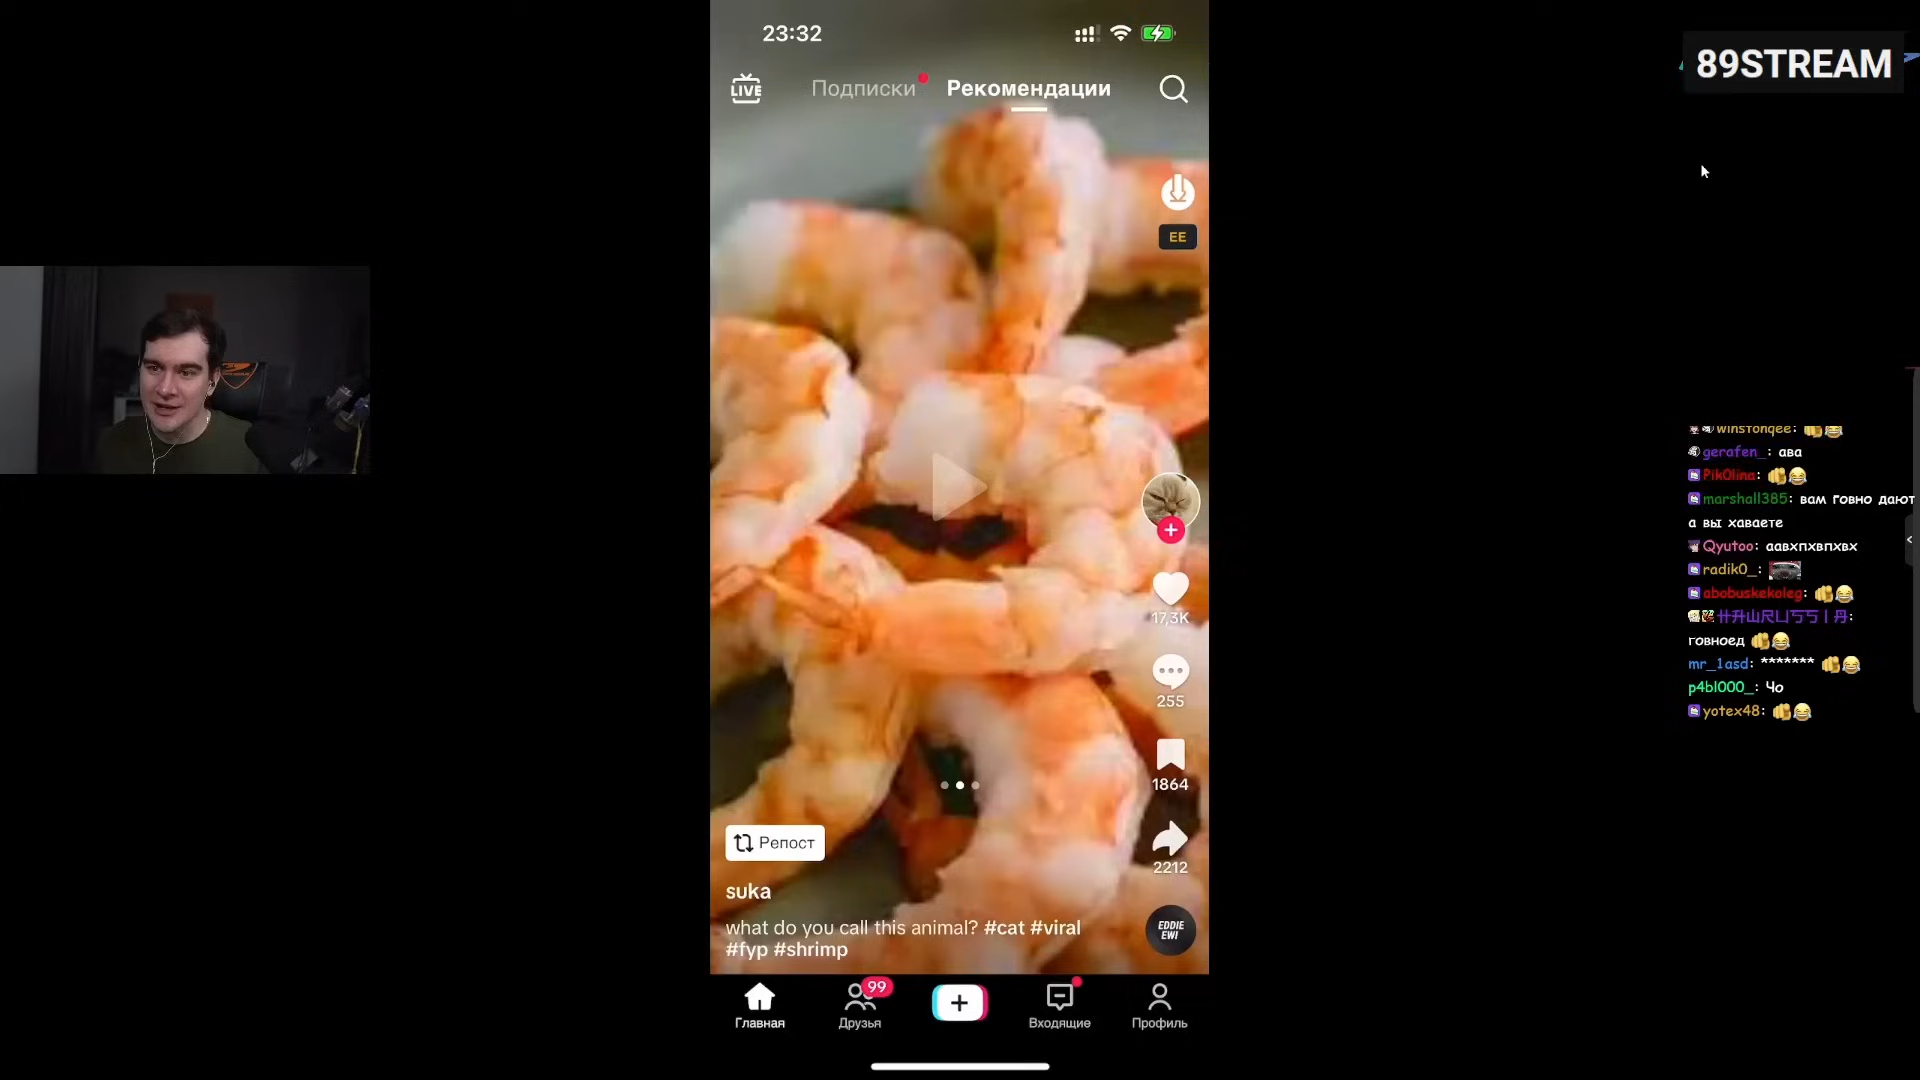 23:32
LIVE
Подписки
Рекомендации
EE
17,3K
255
1864
2212
Репост
suka
what do you call this animal? #cat #viral
#fyp #shrimp
EDDIE
EWI
Главная
99
Друзья
Входящие
Профиль
89STREAM
winstonqee:
gerafen_: ава
Pik0lina:
marshall385: вам говно дают
а вы хаваете
Qyutoo: аавхпхвпхвх
radik0_:
abobuskekoleg:
говноед
mr_1asd: *******
p4bl000_: Чо
yotex48: